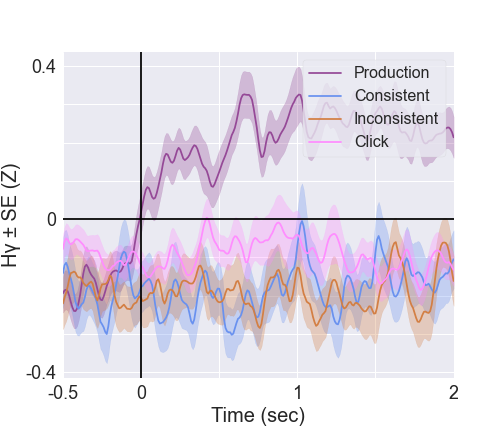 Production
Consistent
Inconsistent
Click
0.4
0
-0.4
Hγ ± SE (Z)
-0.5 0 1 2
Time (sec)